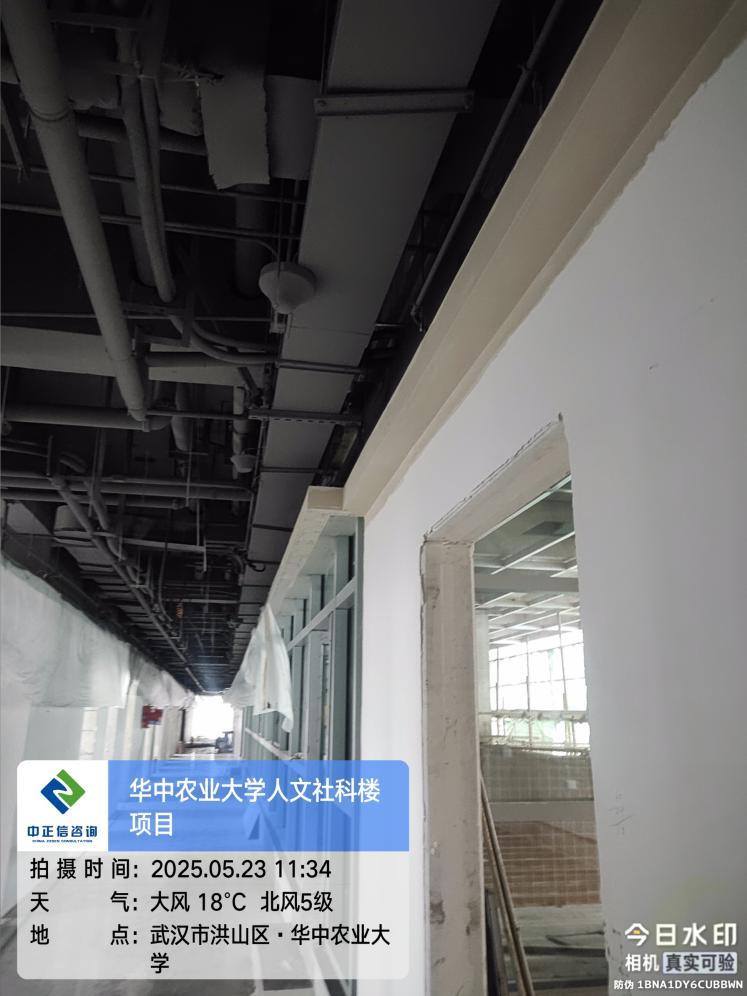 华中农业大学人文社科楼
项目
中正信咨询
CHINA ZEXIN CONSULTATION
拍摄时间：2025.05.23 11:34
天气：大风 18℃ 北风5级
地点：武汉市洪山区·华中农业大
学
今日水印
相机 真实可验
防伪 1BNA1DY6CUBBWN